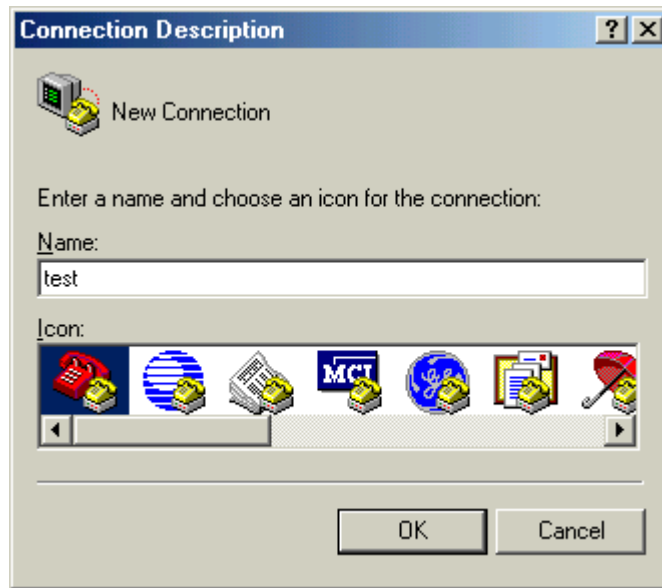 Connection Description
New Connection
Enter a name and choose an icon for the connection:
Name:
test
Icon:
MCI
OK Cancel